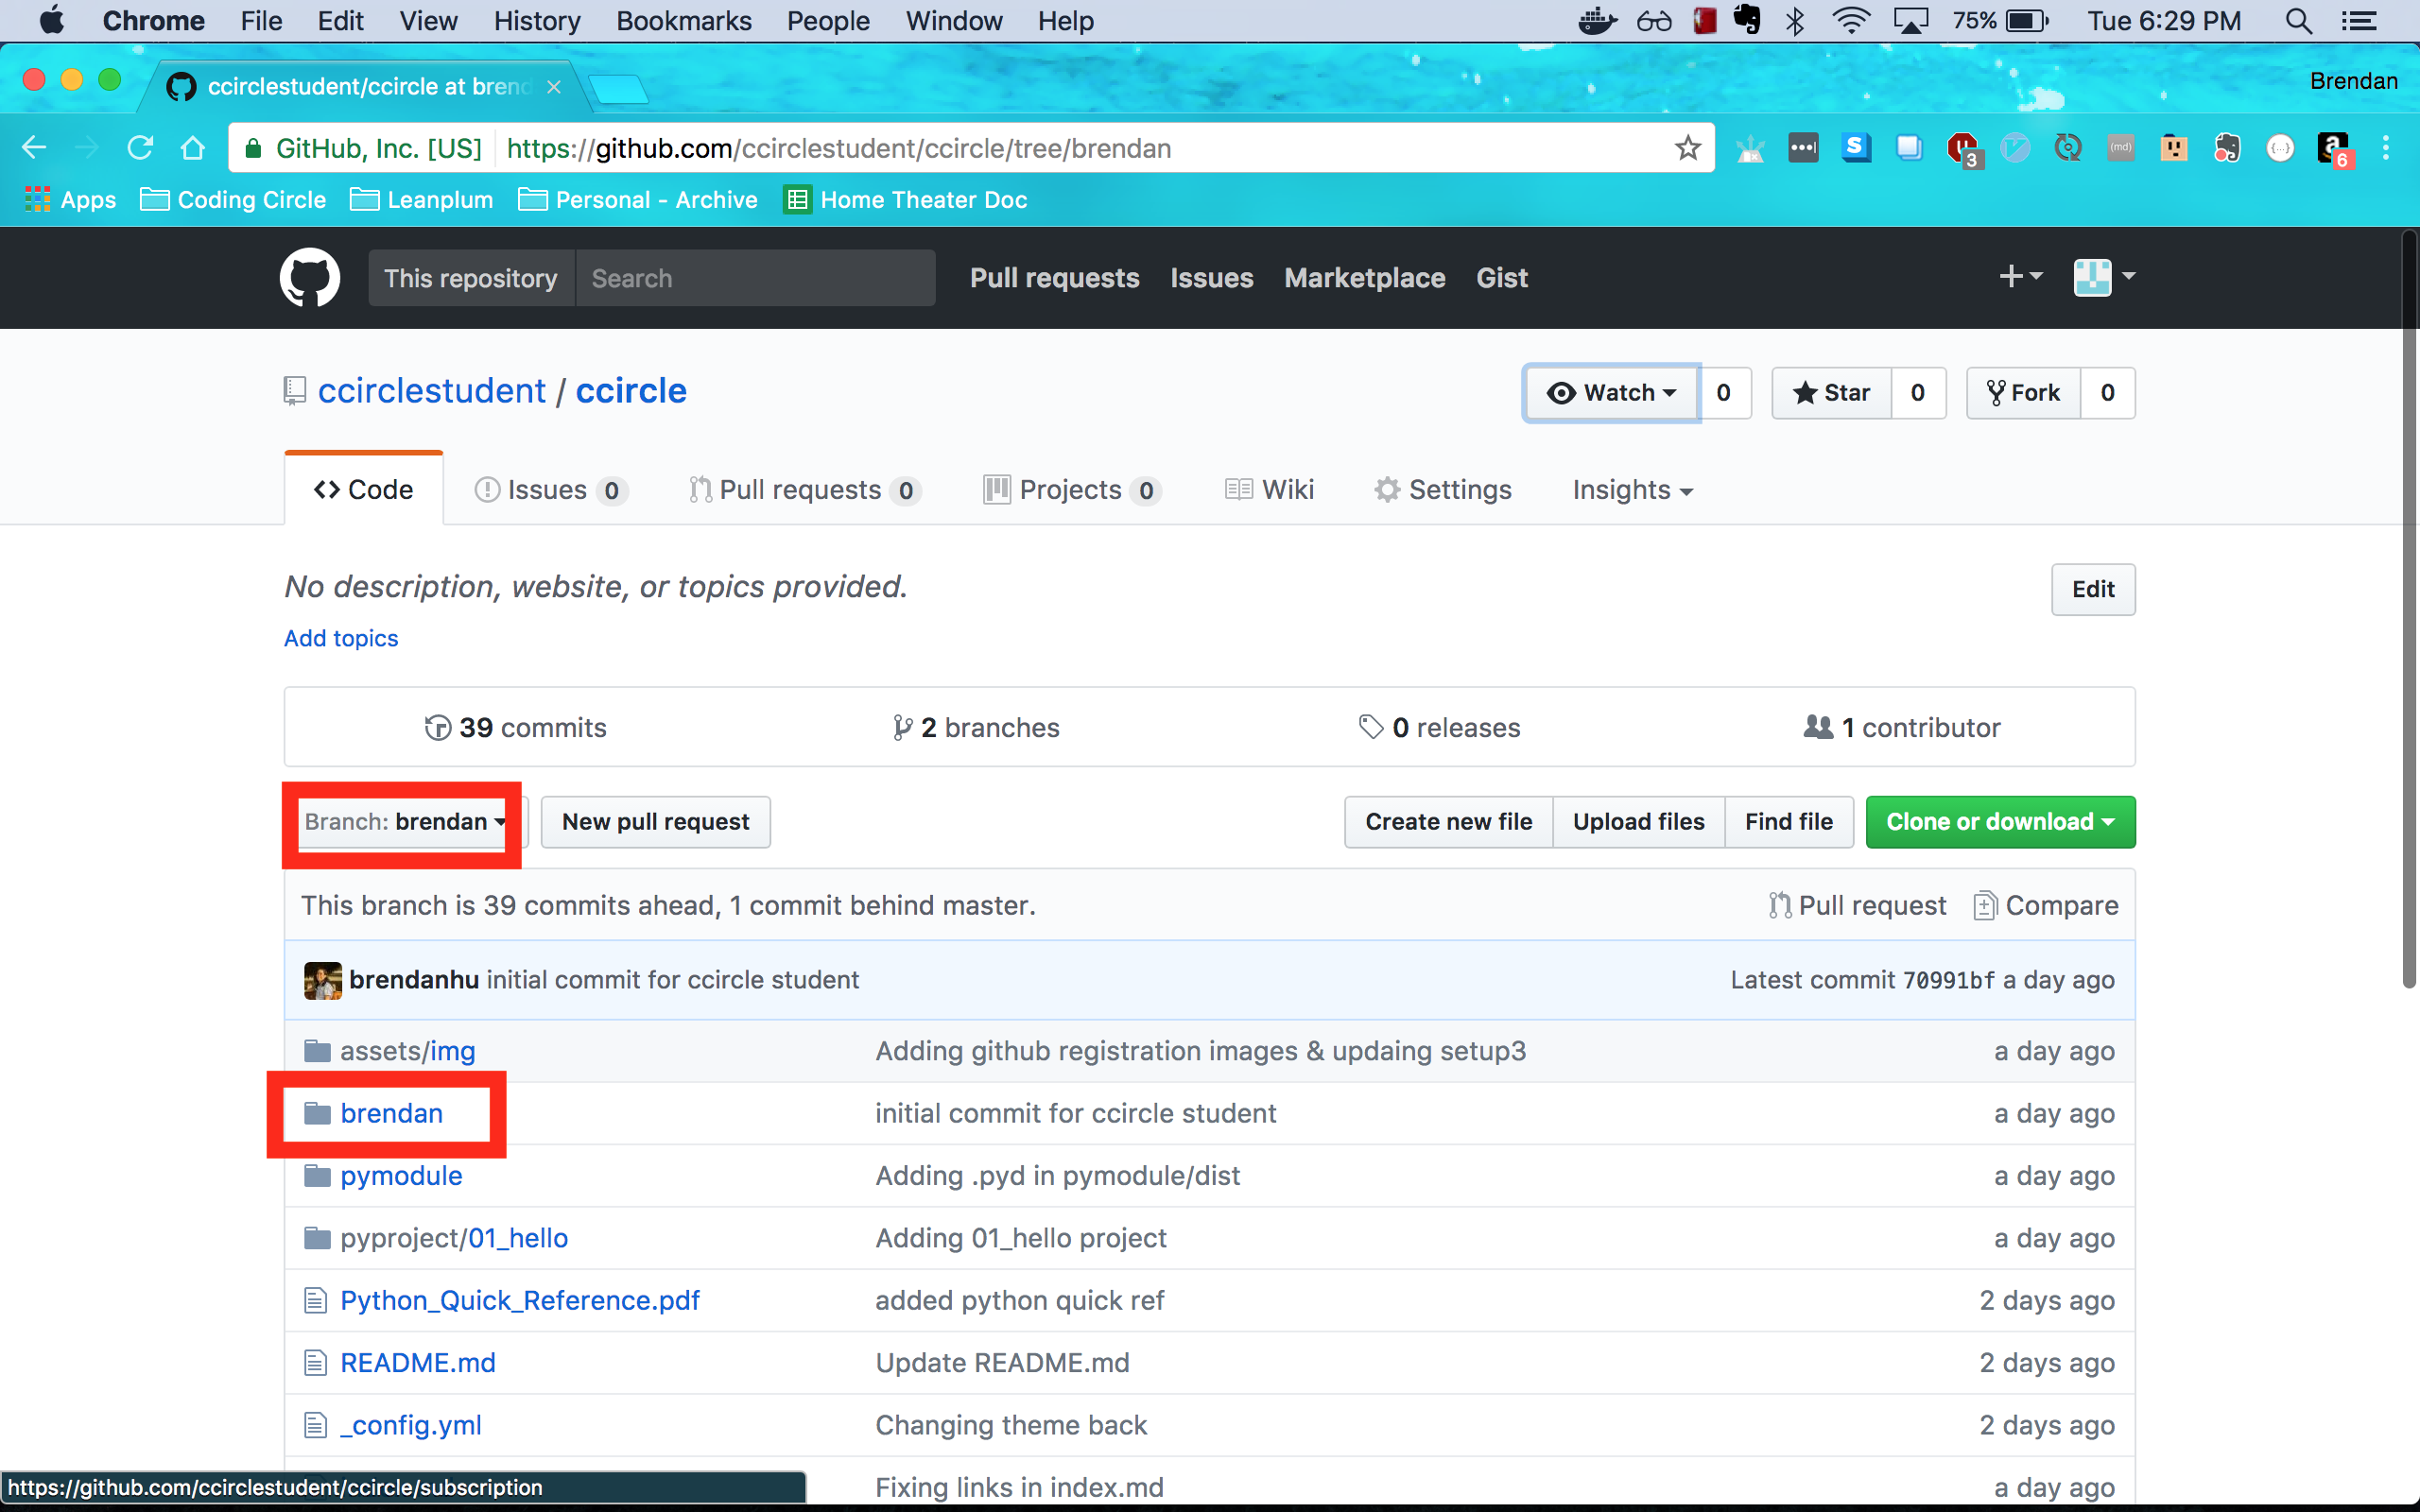 Chrome File Edit View History Bookmarks People Window Help 75% Tue 6:29 PM
ccirclestudent/ccircle at brend Brendan
GitHub, Inc. [US] https://github.com/ccirclestudent/ccircle/tree/brendan 3 (md) {...} a 6
Apps Coding Circle Leanplum Personal - Archive Home Theater Doc
This repository Search Pull requests Issues Marketplace Gist
ccirclestudent / ccircle Watch 0 Star 0 Fork 0
Code Issues 0 Pull requests 0 Projects 0 Wiki Settings Insights
No description, website, or topics provided. Edit
Add topics
39 commits 2 branches 0 releases 1 contributor
Branch: brendan New pull request Create new file Upload files Find file Clone or download
This branch is 39 commits ahead, 1 commit behind master. Pull request Compare
brendanhu initial commit for ccircle student Latest commit 70991bf a day ago
assets/img Adding github registration images & updaing setup3 a day ago
brendan initial commit for ccircle student a day ago
pymodule Adding .pyd in pymodule/dist a day ago
pyproject/01_hello Adding 01_hello project a day ago
Python_Quick_Reference.pdf added python quick ref 2 days ago
README.md Update README.md 2 days ago
_config.yml Changing theme back 2 days ago
Fixing links in index.md a day ago
https://github.com/ccirclestudent/ccircle/subscription